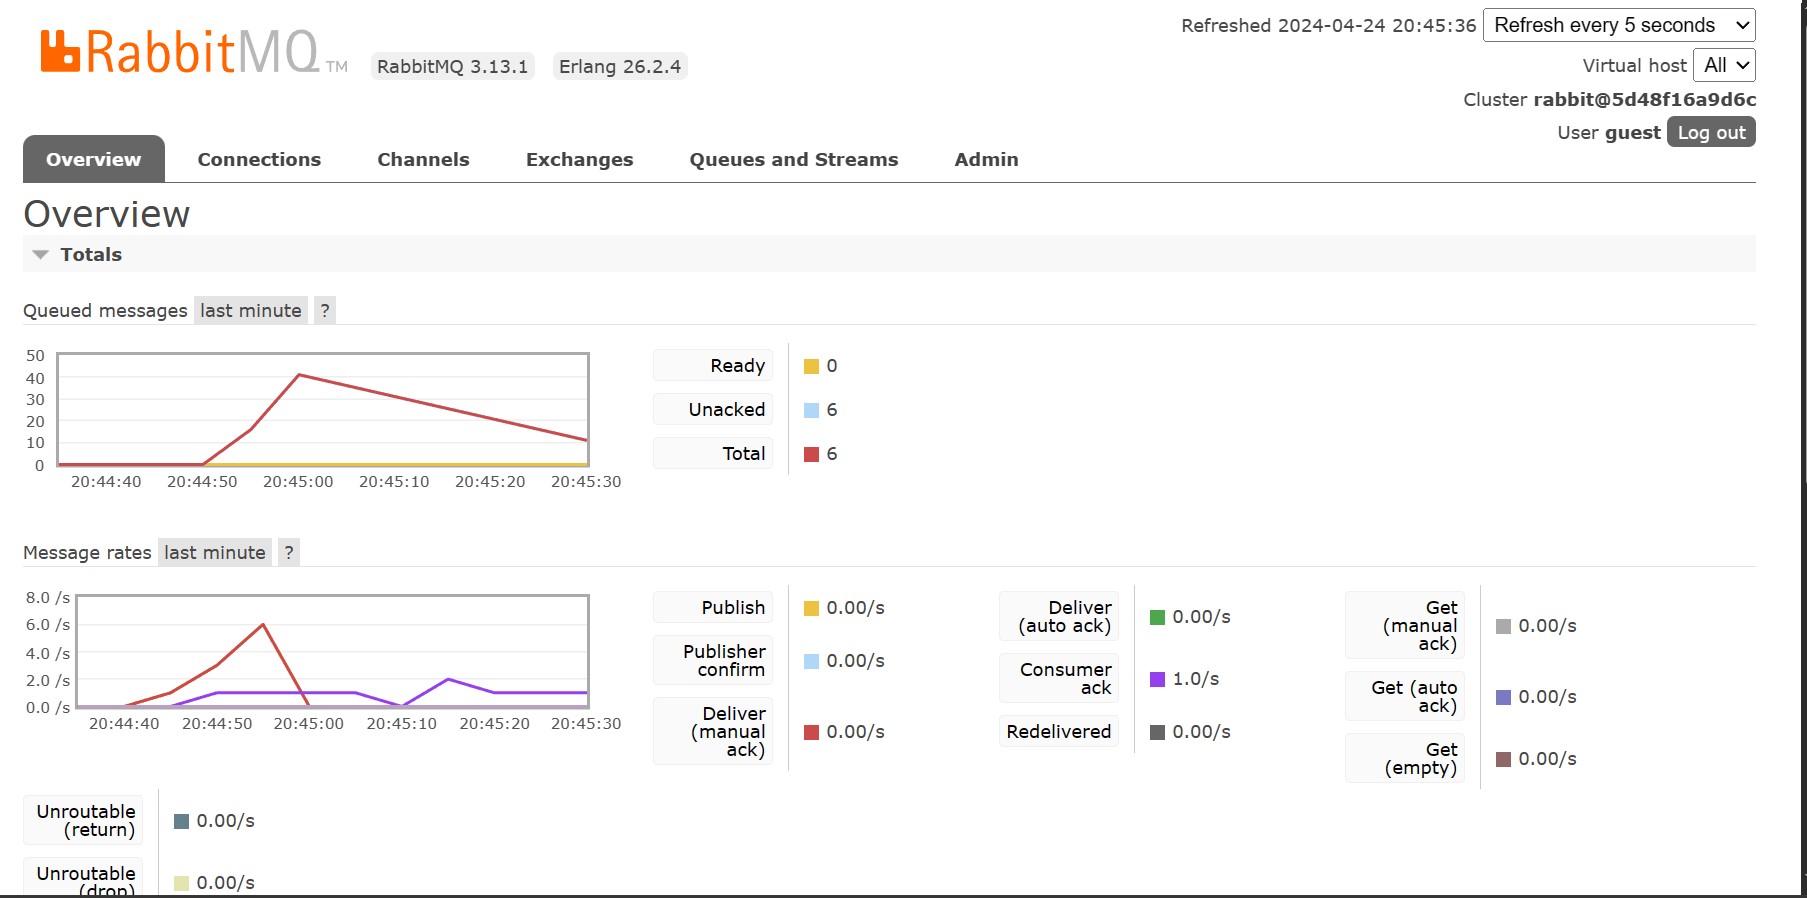 RabbitMQ TM
RabbitMQ 3.13.1
Erlang 26.2.4
Refreshed 2024-04-24 20:45:36
Refresh every 5 seconds
Virtual host
All
Cluster rabbit@5d48f16a9d6c
User guest
Log out
Overview
Connections
Channels
Exchanges
Queues and Streams
Admin
Overview
Totals
Queued messages last minute ?
50
40
30
20
10
0
20:44:40 20:44:50 20:45:00 20:45:10 20:45:20 20:45:30
Ready 0
Unacked 6
Total 6
Message rates last minute ?
8.0 /s
6.0 /s
4.0 /s
2.0 /s
0.0 /s
20:44:40 20:44:50 20:45:00 20:45:10 20:45:20 20:45:30
Publish 0.00/s
Publisher
confirm 0.00/s
Deliver
(manual
ack) 0.00/s
Deliver
(auto ack) 0.00/s
Consumer
ack 1.0/s
Redelivered 0.00/s
Get
(manual
ack) 0.00/s
Get (auto
ack) 0.00/s
Get
(empty) 0.00/s
Unroutable
(return) 0.00/s
Unroutable
(drop) 0.00/s